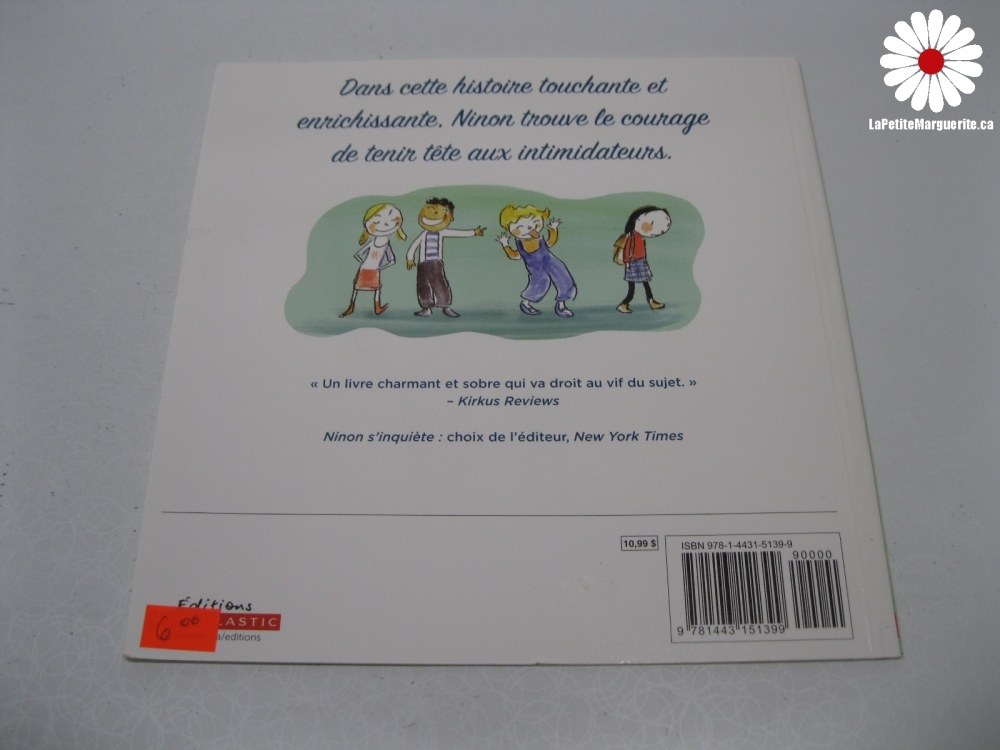 LaPetiteMarguerite.ca
Dans cette histoire touchante et
enrichissante, Ninon trouve le courage
de tenir tête aux intimidateurs.
« Un livre charmant et sobre qui va droit au vif du sujet. »
– Kirkus Reviews
Ninon s'inquiète : choix de l'éditeur, New York Times
10,99 $
ISBN 978-1-4431-5139-9
90000
9 781443 151399
Éditions
LASTIC
a/editions
6.00